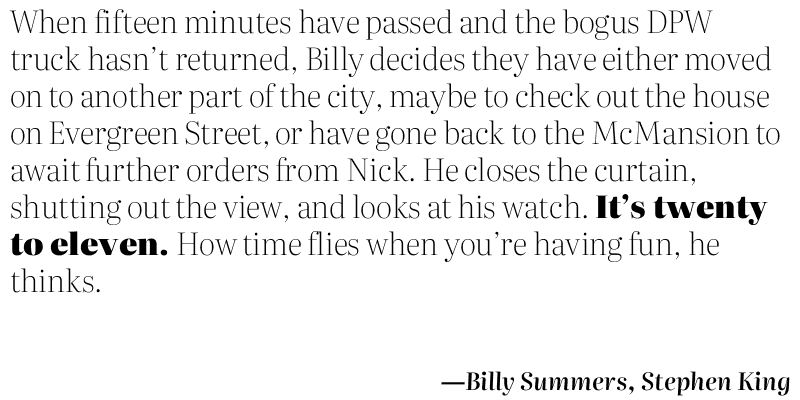 When fifteen minutes have passed and the bogus DPW
truck hasn’t returned, Billy decides they have either moved
on to another part of the city, maybe to check out the house
on Evergreen Street, or have gone back to the McMansion to
await further orders from Nick. He closes the curtain,
shutting out the view, and looks at his watch. It’s twenty
to eleven. How time flies when you’re having fun, he
thinks.
—Billy Summers, Stephen King